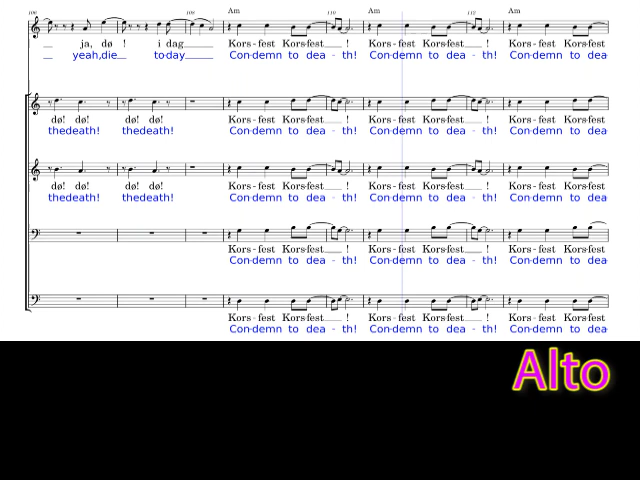 106 108 Am 110 Am 112 Am
ja, dø ! i dag Kors-fest Kors-fest ! Kors-fest Kors-fest ! Kors-fest Kors-fest
yeah,die today Con-demn to dea - th! Con-demn to dea - th! Con-demn to dea
dø! dø! dø! dø! Kors-fest Kors-fest ! Kors-fest Kors-fest ! Kors-fest Kors-fest
thedeath! thedeath! Con-demn to dea - th! Con-demn to dea - th! Con-demn to dea
dø! dø! dø! dø! Kors-fest Kors-fest ! Kors-fest Kors-fest ! Kors-fest Kors-fest
thedeath! thedeath! Con-demn to dea - th! Con-demn to dea - th! Con-demn to dea
Kors-fest Kors-fest ! Kors-fest Kors-fest ! Kors-fest Kors-fest
Con-demn to dea - th! Con-demn to dea - th! Con-demn to dea
Kors-fest Kors-fest ! Kors-fest Kors-fest ! Kors-fest Kors-fest
Con-demn to dea - th! Con-demn to dea - th! Con-demn to dea
Alto